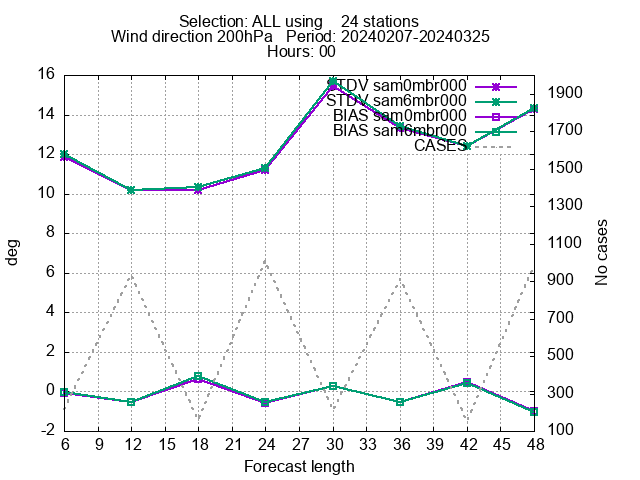 Selection: ALL using    24 stations
Wind direction 200hPa   Period: 20240207-20240325
Hours: 00
STDV sam0mbr000
STDV sam6mbr000
BIAS sam0mbr000
BIAS sam6mbr000
CASES
16
14
12
10
8
6
4
2
0
-2
deg
1900
1700
1500
1300
1100
900
700
500
300
100
No cases
6 9 12 15 18 21 24 27 30 33 36 39 42 45 48
Forecast length